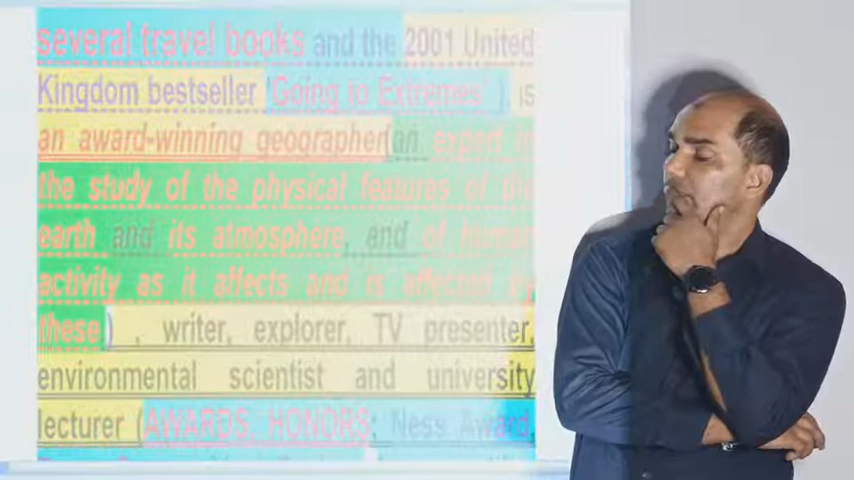 several travel books and the 2001 United
Kingdom bestseller 'Going to Extremes' ) is
an award-winning geographer(an expert in
the study of the physical features of the
earth and its atmosphere, and of human
activity as it affects and is affected by
these) , writer, explorer, TV presenter,
environmental scientist and university
lecturer (AWARDS, HONORS: Ness Award,